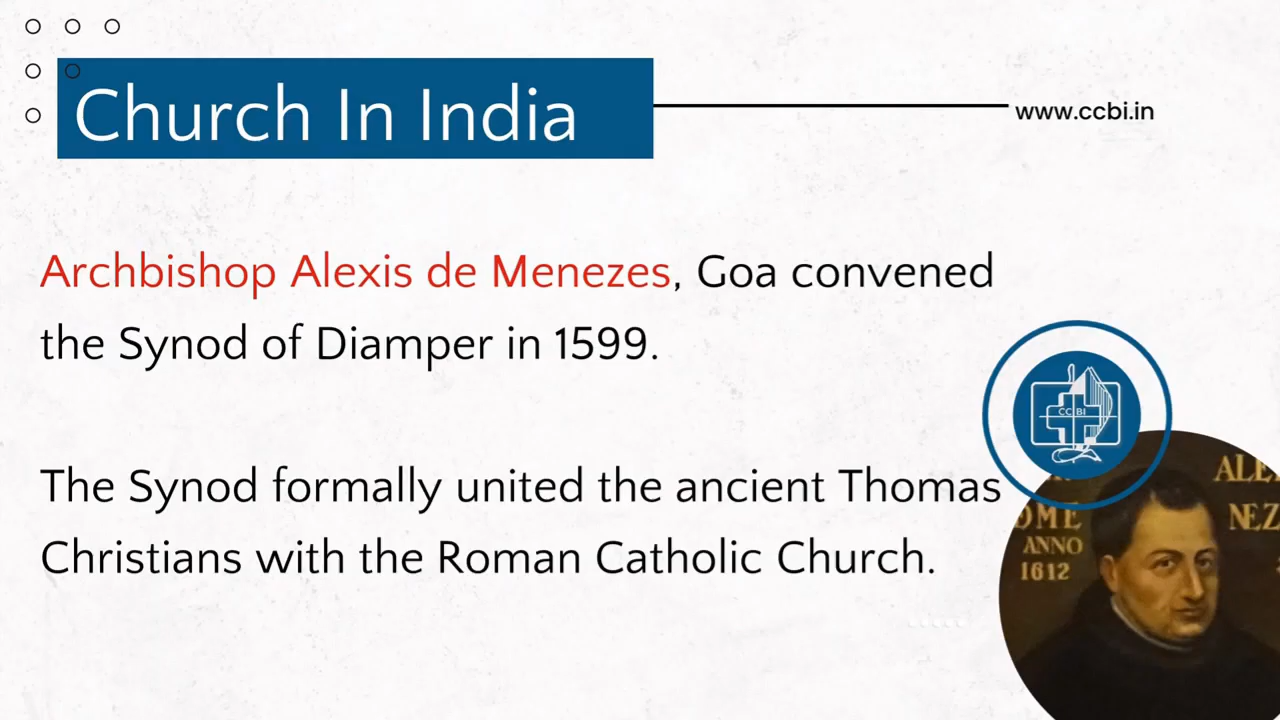 Church In India
www.ccbi.in
Archbishop Alexis de Menezes, Goa convened
the Synod of Diamper in 1599.
The Synod formally united the ancient Thomas
Christians with the Roman Catholic Church.
CCBI
ALE
OME
NEZ
ANNO
1612